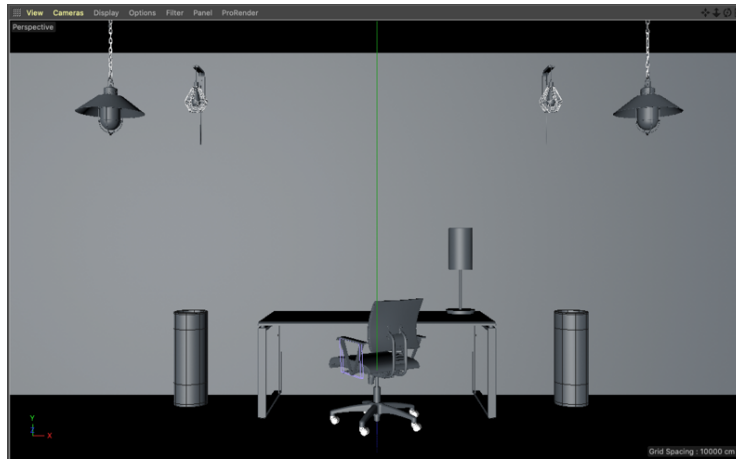 View Cameras Display Options Filter Panel ProRender
Perspective
Y
X
Grid Spacing : 10000 cm